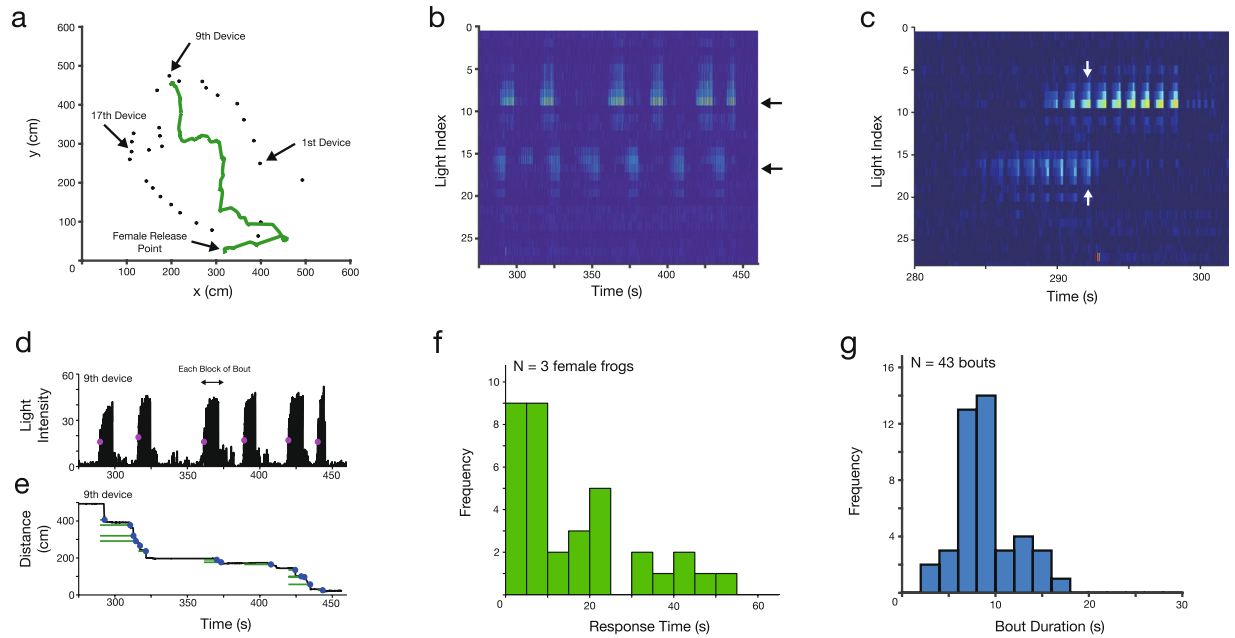 a
600
500
400
300
200
100
0
0
100
200
300
400
500
600
y (cm)
x (cm)
9th Device
17th Device
1st Device
Female Release
Point
b
0
5
10
15
20
25
Light Index
300
350
400
450
Time (s)
c
0
5
10
15
20
25
Light Index
280
290
300
Time (s)
d
60
30
0
Light
Intensity
9th device
Each Block of Bout
300
350
400
450
e
9th device
400
200
0
Distance
(cm)
300
350
400
450
Time (s)
f
N = 3 female frogs
10
8
6
4
2
Frequency
0
20
40
60
Response Time (s)
g
N = 43 bouts
16
12
8
4
0
Frequency
0
10
20
30
Bout Duration (s)